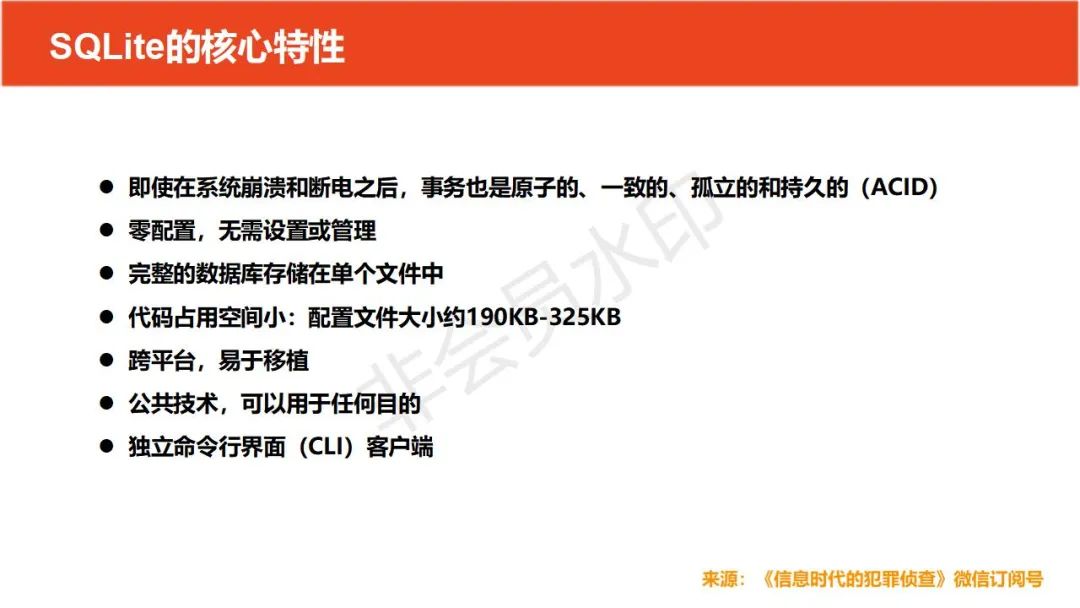 SQLite的核心特性
● 即使在系统崩溃和断电之后，事务也是原子的、一致的、孤立的和持久的（ACID）
● 零配置，无需设置或管理
● 完整的数据库存储在单个文件中
● 代码占用空间小：配置文件大小约190KB-325KB
● 跨平台，易于移植
● 公共技术，可以用于任何目的
● 独立命令行界面（CLI）客户端
非会员水印
来源：《信息时代的犯罪侦查》微信订阅号